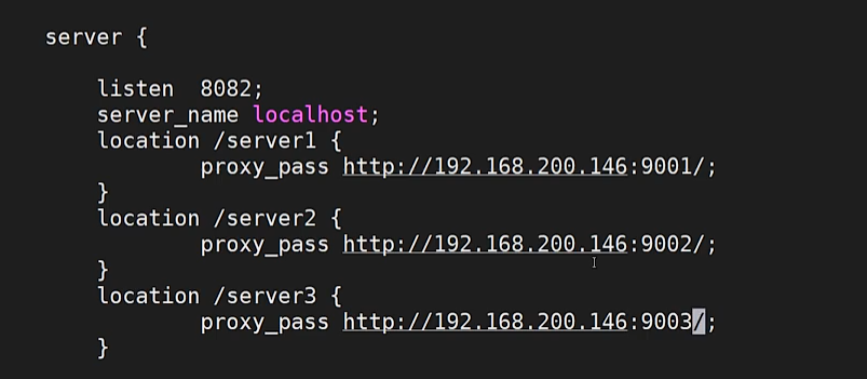 server {
listen 8082;
server_name localhost;
location /server1 {
proxy_pass http://192.168.200.146:9001/;
}
location /server2 {
proxy_pass http://192.168.200.146:9002/;
}
location /server3 {
proxy_pass http://192.168.200.146:9003/;
}